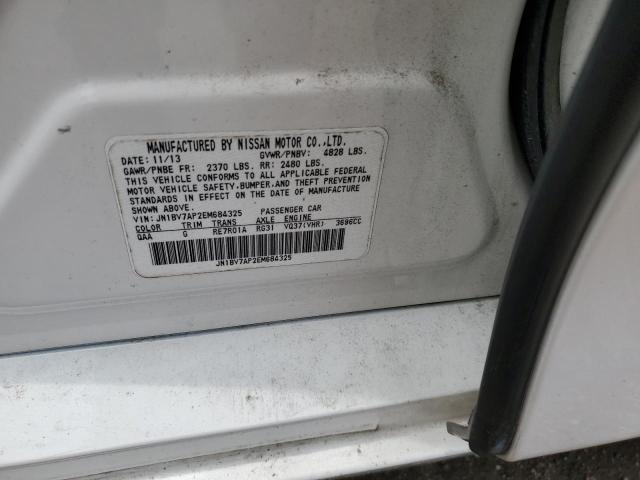 MANUFACTURED BY NISSAN MOTOR CO.,LTD.
DATE: 11/13 GVWR/PNBV: 4828 LBS.
GAWR/PNBE FR: 2370 LBS. RR: 2480 LBS.
THIS VEHICLE CONFORMS TO ALL APPLICABLE FEDERAL
MOTOR VEHICLE SAFETY,BUMPER,AND THEFT PREVENTION
STANDARDS IN EFFECT ON THE DATE OF MANUFACTURE
SHOWN ABOVE.
VIN: JN1BV7AP2EM684325 PASSENGER CAR
COLOR TRIM TRANS AXLE ENGINE
QAA G RE7R01A RG31 VQ37(VHR) 3696CC
JN1BV7AP2EM684325